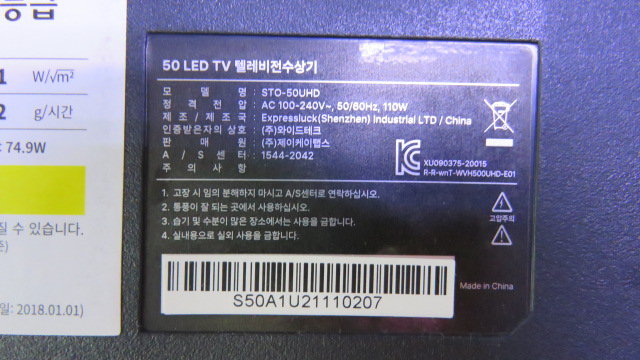 등급
1 W/√m²
2 g/시간
: 74.9W
질 수 있습니다.
일: 2018.01.01)
50 LED TV 텔레비전수상기
모 델 명 : STO-50UHD
정 격 전 압 : AC 100-240V~, 50/60Hz, 110W
제 조 / 제 조 국 : Expressluck(Shenzhen) Industrial LTD / China
인증받은자의 상호 : (주)와이드테크
판 매 원 : (주)제이케이랩스
A / S 센 터 : 1544-2042
주 의 사 항
XU090375-20015
R-R-wnT-WVH500UHD-E01
1. 고장 시 임의 분해하지 마시고 A/S센터로 연락하십시오.
2. 통풍이 잘 되는 곳에서 사용하십시오.
3. 습기 및 수분이 많은 장소에서는 사용을 금합니다.
4. 실내용으로 실외 사용을 금합니다.
고압주의
S50A1U21110207
Made in China